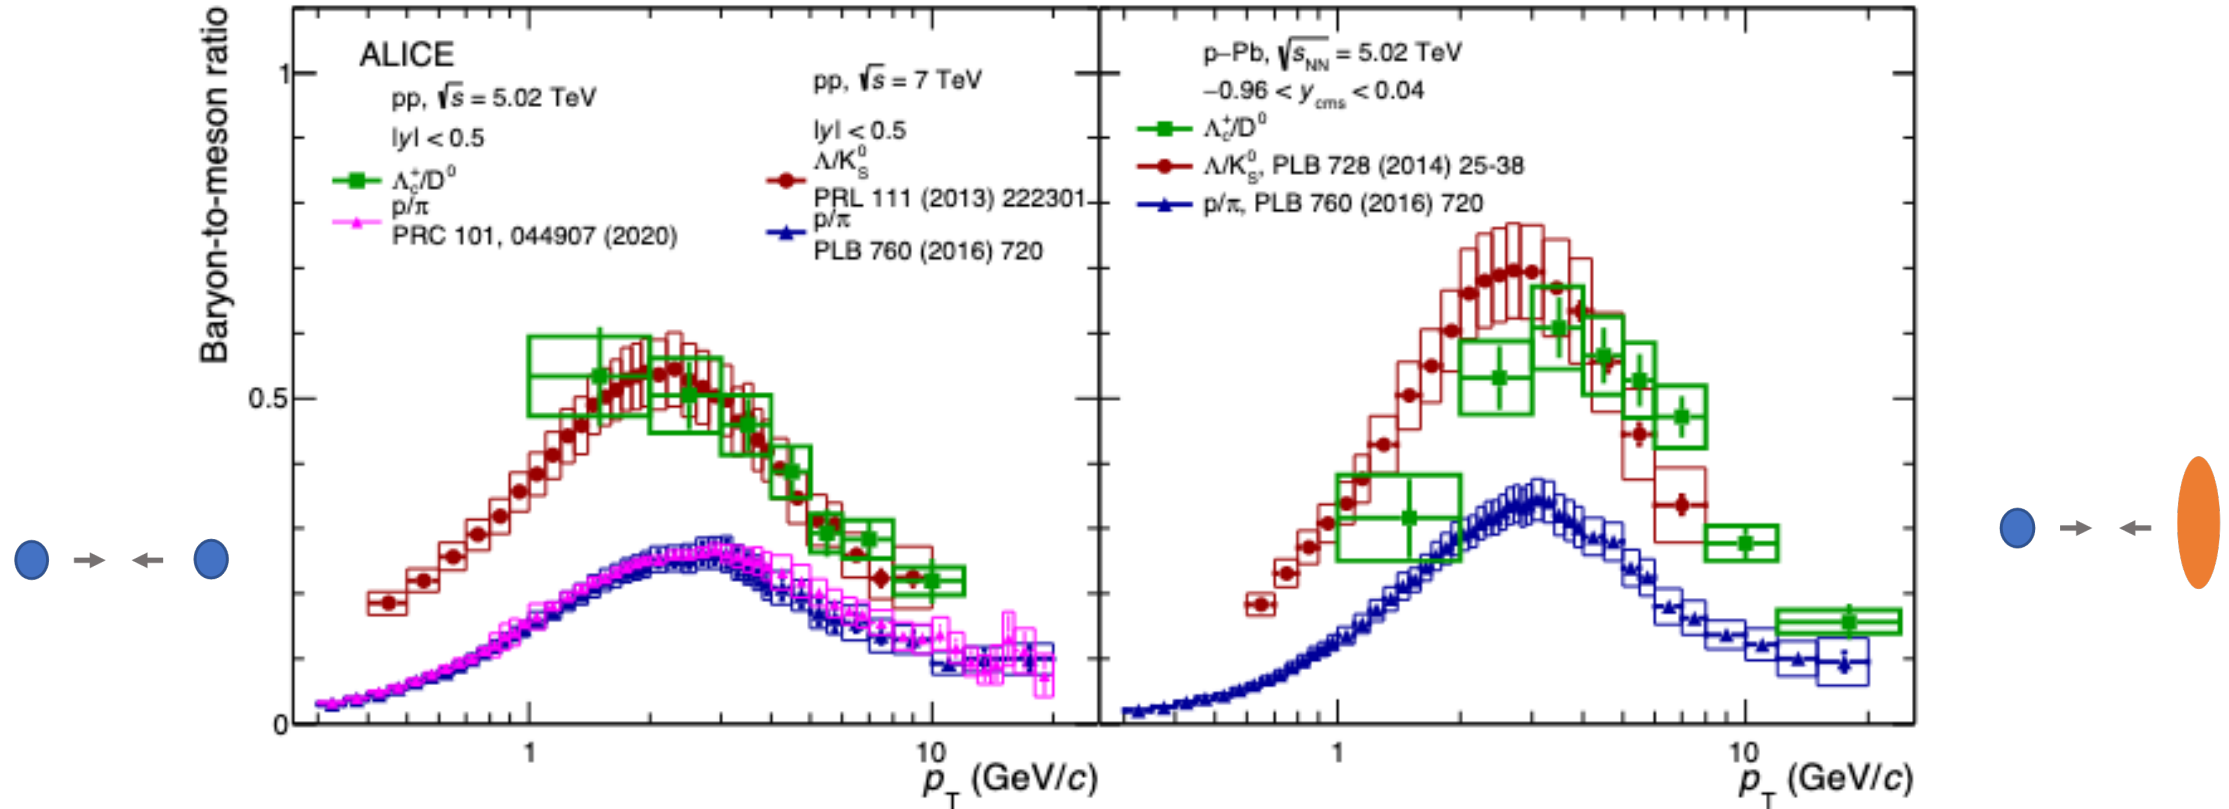 Baryon-to-meson ratio
1
0.5
0
ALICE
pp, √s = 5.02 TeV
|y| < 0.5
Λc+/D0
p/π
PRC 101, 044907 (2020)
pp, √s = 7 TeV
|y| < 0.5
Λ/K0S
PRL 111 (2013) 222301
p/π
PLB 760 (2016) 720
1
10
pT (GeV/c)
p−Pb, √sNN = 5.02 TeV
−0.96 < ycms < 0.04
Λc+/D0
Λ/K0S, PLB 728 (2014) 25-38
p/π, PLB 760 (2016) 720
1
10
pT (GeV/c)